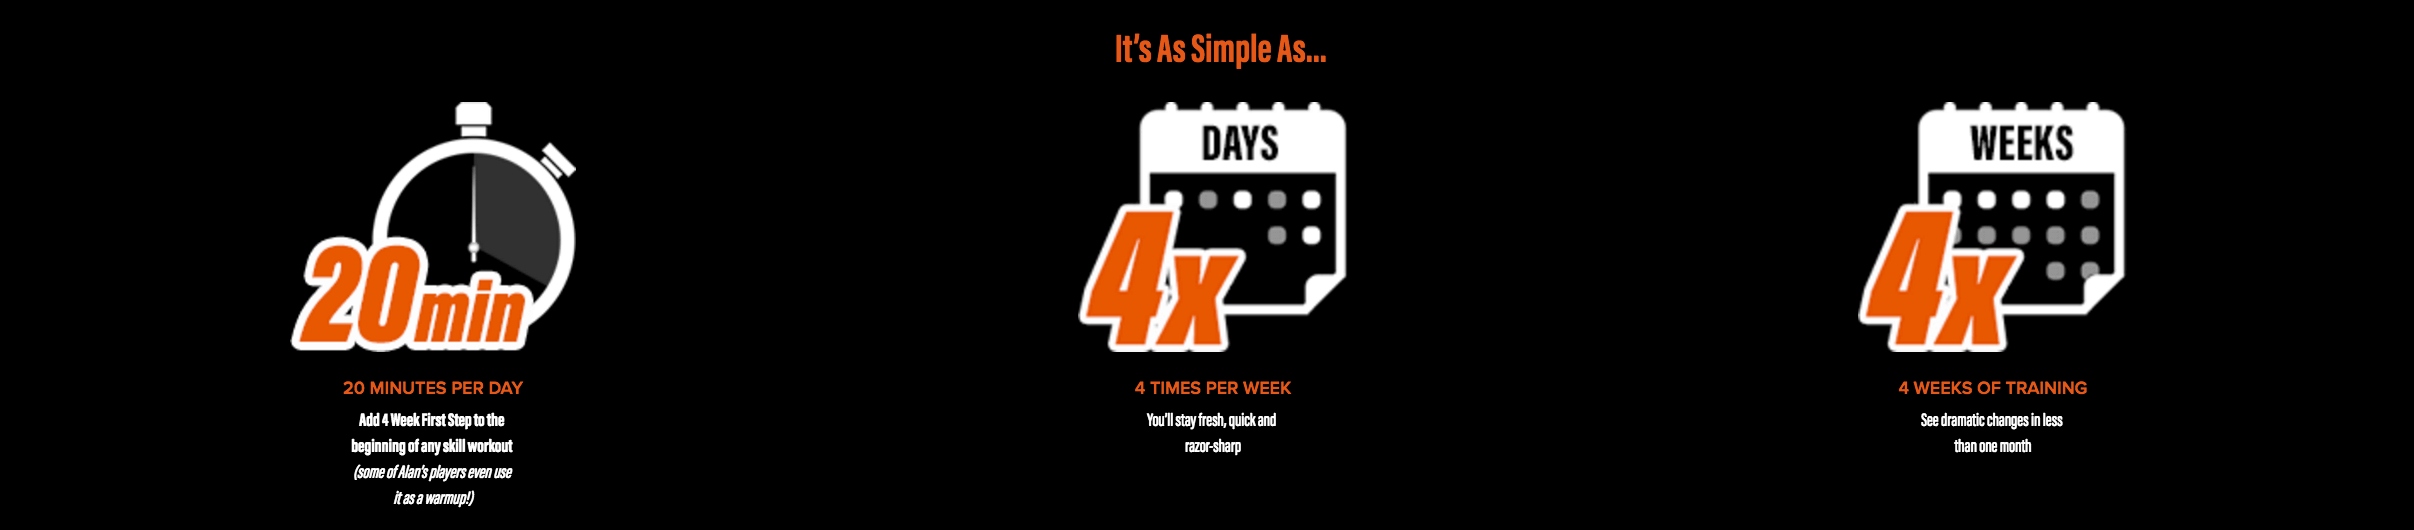 It's As Simple As...
20min
20 MINUTES PER DAY
Add 4 Week First Step to the
beginning of any skill workout
(some of Alan's players even use
it as a warmup!)
DAYS
4x
4 TIMES PER WEEK
You'll stay fresh, quick and
razor-sharp
WEEKS
4x
4 WEEKS OF TRAINING
See dramatic changes in less
than one month